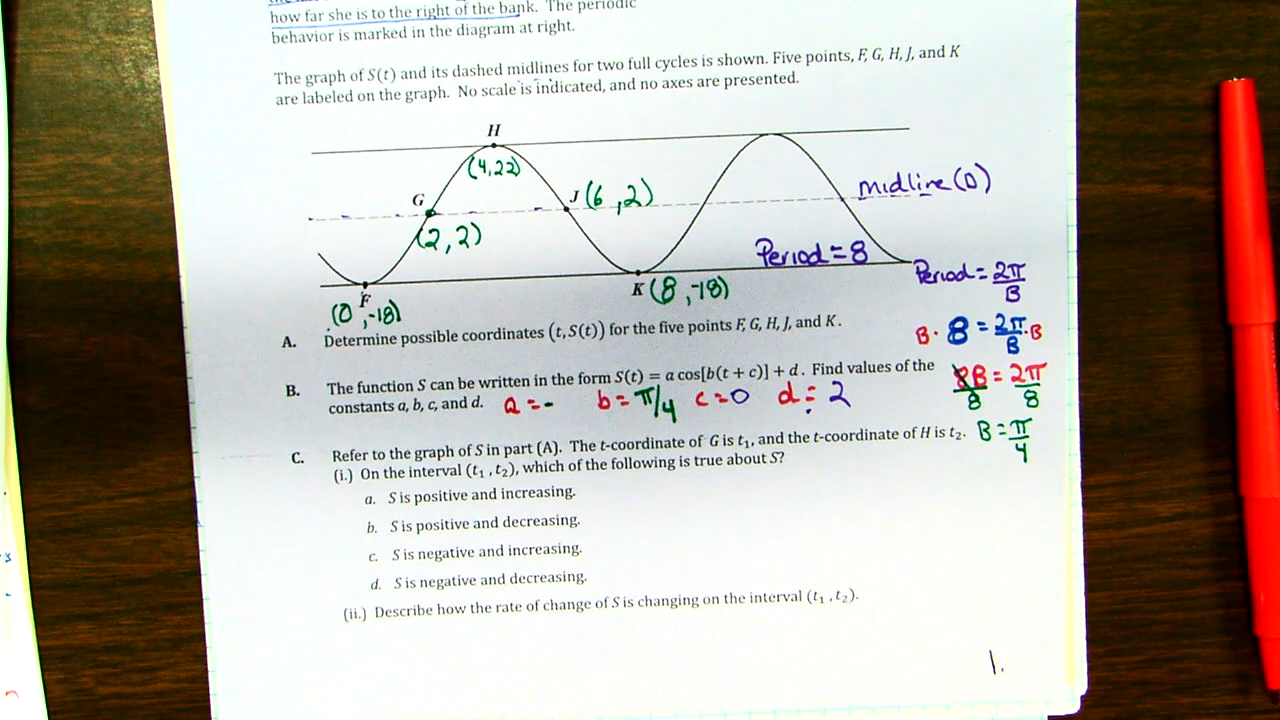 how far she is to the right of the bank. The periodic
behavior is marked in the diagram at right.
The graph of S(t) and its dashed midlines for two full cycles is shown. Five points, F, G, H, J, and K
are labeled on the graph. No scale is indicated, and no axes are presented.
H
(4,22)
G
J (6,2)
midline(0)
(2,2)
Period=8
Period=2π/B
F
K (8,-18)
(0,-18)
A. Determine possible coordinates (t, S(t)) for the five points F, G, H, J, and K.
B· 8 = 2π/B ·B
B. The function S can be written in the form S(t) = a cos[b(t + c)] + d. Find values of the
constants a, b, c, and d. a = - b = π/4 c = 0 d = 2
8B/8 = 2π/8
B = π/4
C. Refer to the graph of S in part (A). The t-coordinate of G is t₁, and the t-coordinate of H is t₂.
(i.) On the interval (t₁, t₂), which of the following is true about S?
a. S is positive and increasing.
b. S is positive and decreasing.
c. S is negative and increasing.
d. S is negative and decreasing.
(ii.) Describe how the rate of change of S is changing on the interval (t₁, t₂).
1.